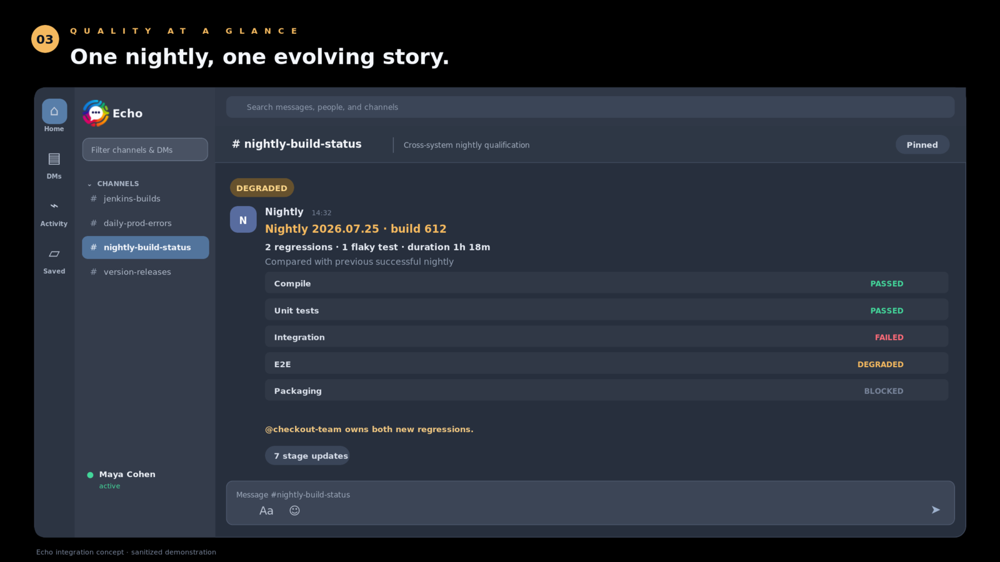 03
QUALITY AT A GLANCE
One nightly, one evolving story.
Home
DMs
Activity
Saved
Echo
Filter channels & DMs
CHANNELS
# jenkins-builds
# daily-prod-errors
# nightly-build-status
# version-releases
Maya Cohen
active
Search messages, people, and channels
# nightly-build-status
Cross-system nightly qualification
Pinned
DEGRADED
N
Nightly 14:32
Nightly 2026.07.25 · build 612
2 regressions · 1 flaky test · duration 1h 18m
Compared with previous successful nightly
Compile PASSED
Unit tests PASSED
Integration FAILED
E2E DEGRADED
Packaging BLOCKED
@checkout-team owns both new regressions.
7 stage updates
Message #nightly-build-status
Aa
Echo integration concept · sanitized demonstration